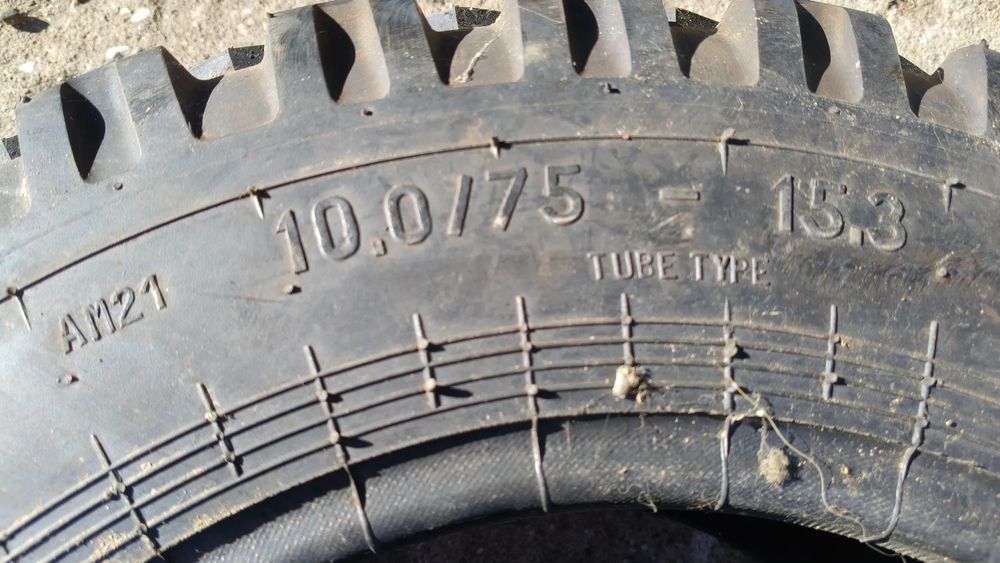 10.0/75 - 15.3
TUBE TYPE
AM21